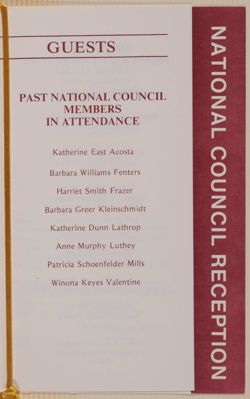 GUESTS
PAST NATIONAL COUNCIL
MEMBERS
IN ATTENDANCE
Katherine East Acosta
Barbara Williams Fenters
Harriet Smith Frazer
Barbara Greer Kleinschmidt
Katherine Dunn Lathrop
Anne Murphy Luthey
Patricia Schoenfelder Mills
Winona Keyes Valentine
NATIONAL COUNCIL RECEPTION